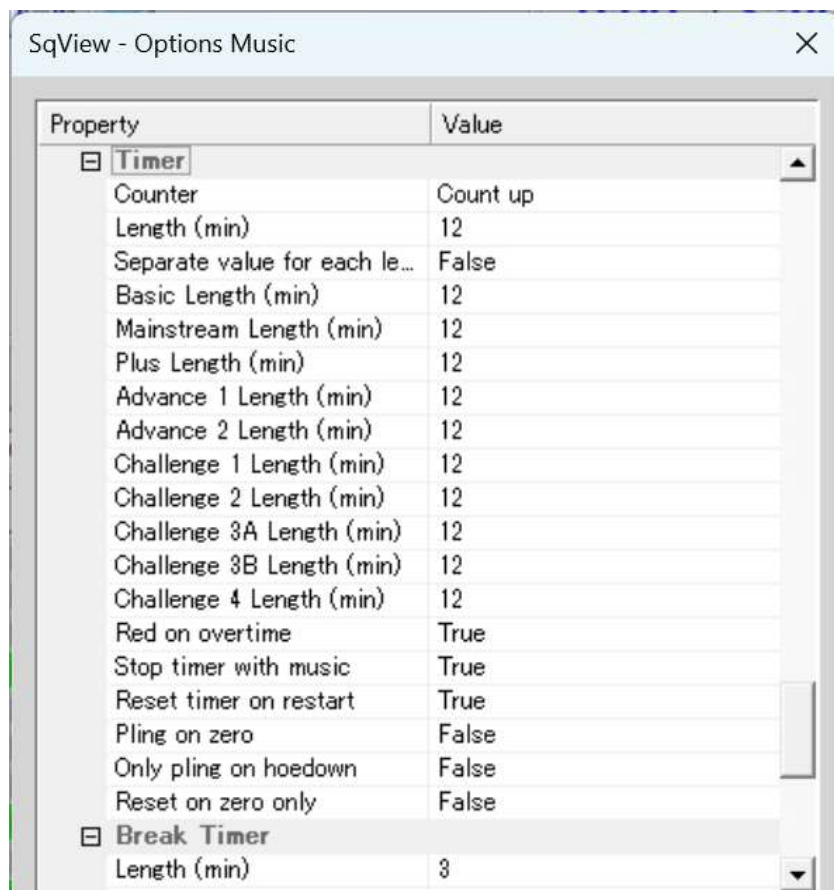 SqView - Options Music
Property Value
Timer
Counter Count up
Length (min) 12
Separate value for each le... False
Basic Length (min) 12
Mainstream Length (min) 12
Plus Length (min) 12
Advance 1 Length (min) 12
Advance 2 Length (min) 12
Challenge 1 Length (min) 12
Challenge 2 Length (min) 12
Challenge 3A Length (min) 12
Challenge 3B Length (min) 12
Challenge 4 Length (min) 12
Red on overtime True
Stop timer with music True
Reset timer on restart True
Pling on zero False
Only pling on hoedown False
Reset on zero only False
Break Timer
Length (min) 3